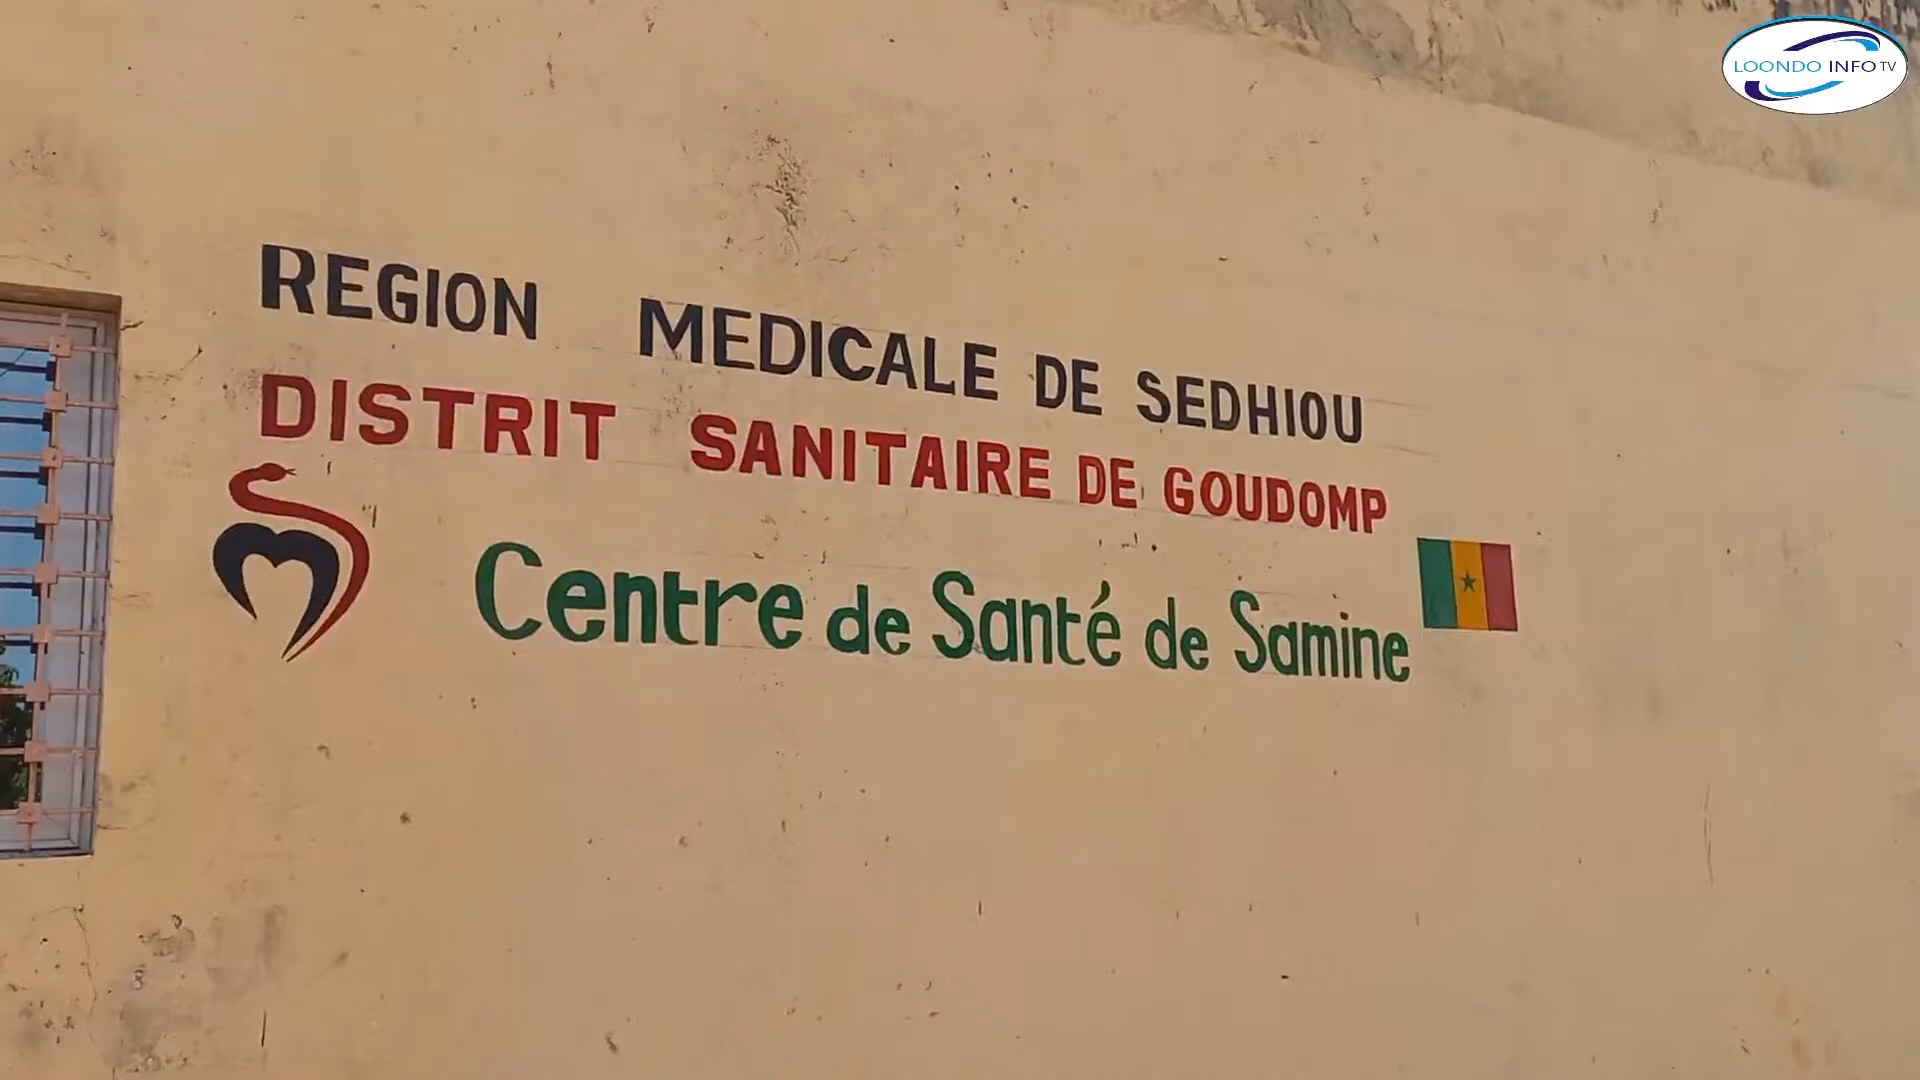 LOONDO INFO TV
REGION MEDICALE DE SEDHIOU
DISTRIT SANITAIRE DE GOUDOMP
Centre de Santé de Samine